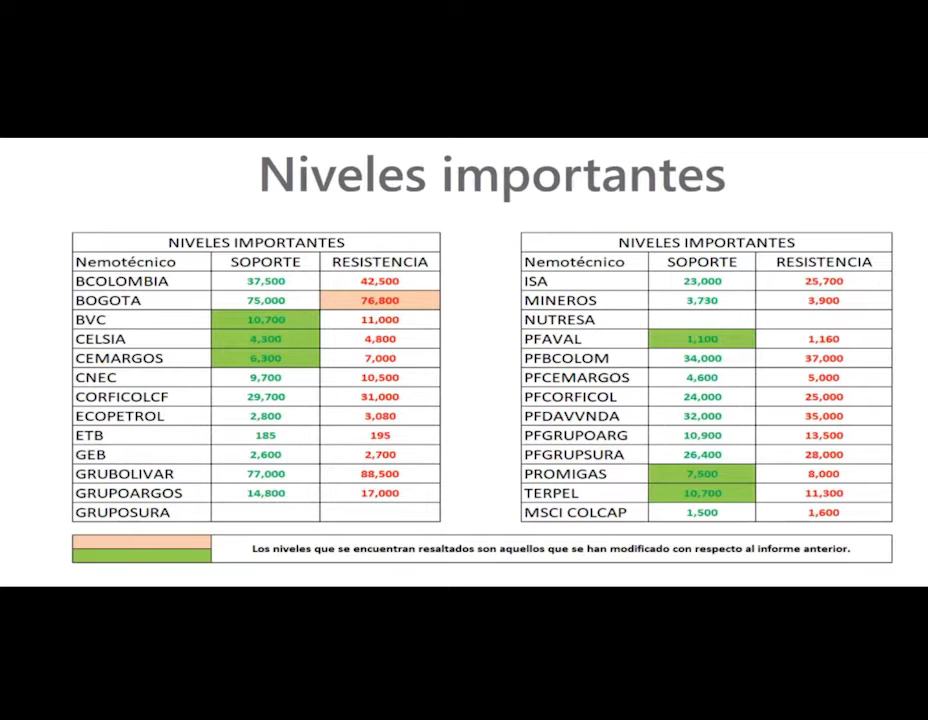 Niveles importantes
NIVELES IMPORTANTES
Nemotécnico SOPORTE RESISTENCIA
BCOLOMBIA 37,500 42,500
BOGOTA 75,000 76,800
BVC 10,700 11,000
CELSIA 4,300 4,800
CEMARGOS 6,300 7,000
CNEC 9,700 10,500
CORFICOLCF 29,700 31,000
ECOPETROL 2,800 3,080
ETB 185 195
GEB 2,600 2,700
GRUBOLIVAR 77,000 88,500
GRUPOARGOS 14,800 17,000
GRUPOSURA
NIVELES IMPORTANTES
Nemotécnico SOPORTE RESISTENCIA
ISA 23,000 25,700
MINEROS 3,730 3,900
NUTRESA
PFAVAL 1,100 1,160
PFBCOLOM 34,000 37,000
PFCEMARGOS 4,600 5,000
PFCORFICOL 24,000 25,000
PFDAVVNDA 32,000 35,000
PFGRUPOARG 10,900 13,500
PFGRUPSURA 26,400 28,000
PROMIGAS 7,500 8,000
TERPEL 10,700 11,300
MSCI COLCAP 1,500 1,600
Los niveles que se encuentran resaltados son aquellos que se han modificado con respecto al informe anterior.